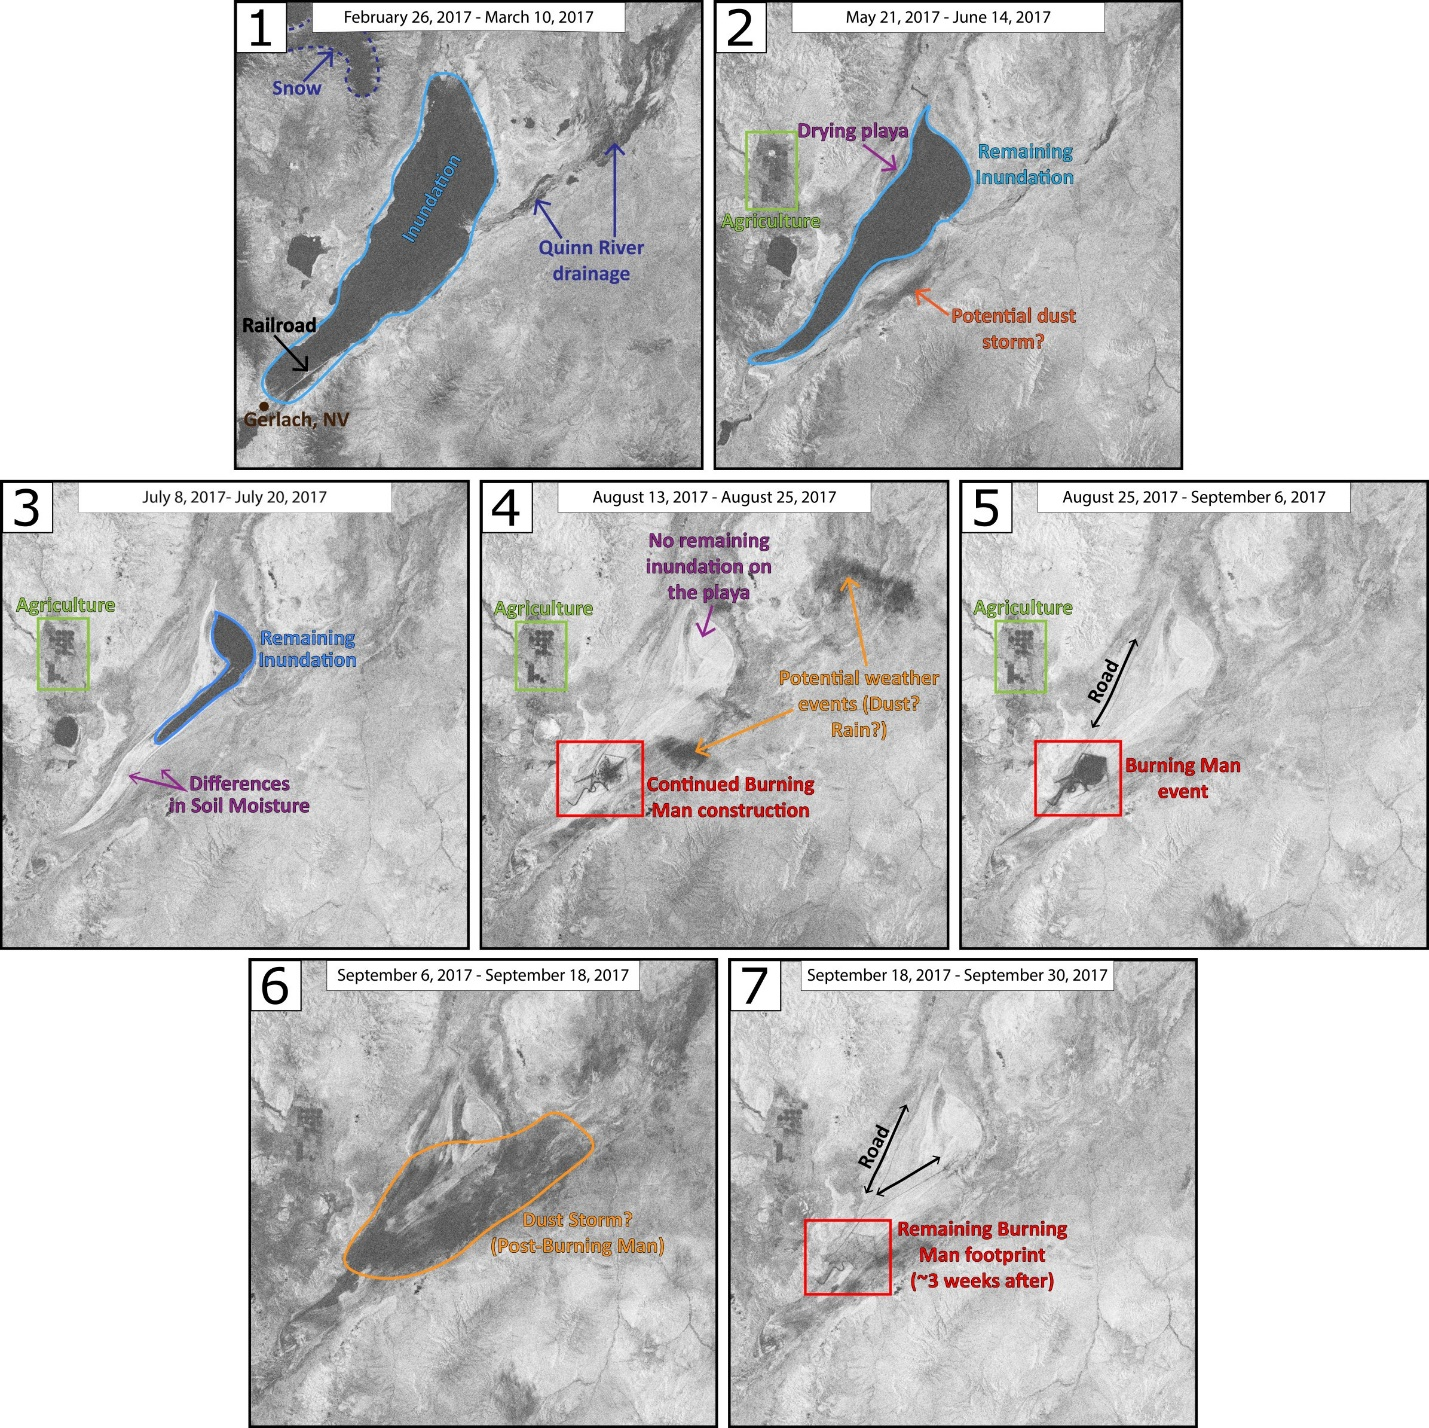 1
February 26, 2017 - March 10, 2017
Snow
Inundation
Quinn River
drainage
Railroad
Gerlach, NV
2
May 21, 2017 - June 14, 2017
Drying playa
Remaining
Inundation
Agriculture
Potential dust
storm?
3
July 8, 2017- July 20, 2017
Agriculture
Remaining
Inundation
Differences
in Soil Moisture
4
August 13, 2017 - August 25, 2017
No remaining
inundation on
the playa
Agriculture
Potential weather
events (Dust?
Rain?)
Continued Burning
Man construction
5
August 25, 2017 - September 6, 2017
Agriculture
Road
Burning Man
event
6
September 6, 2017 - September 18, 2017
Dust Storm?
(Post-Burning Man)
7
September 18, 2017 - September 30, 2017
Road
Remaining Burning
Man footprint
(~3 weeks after)